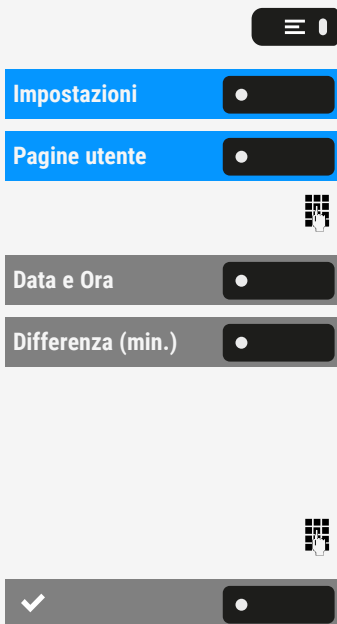 Impostazioni
Pagine utente
Data e Ora
Differenza (min.)